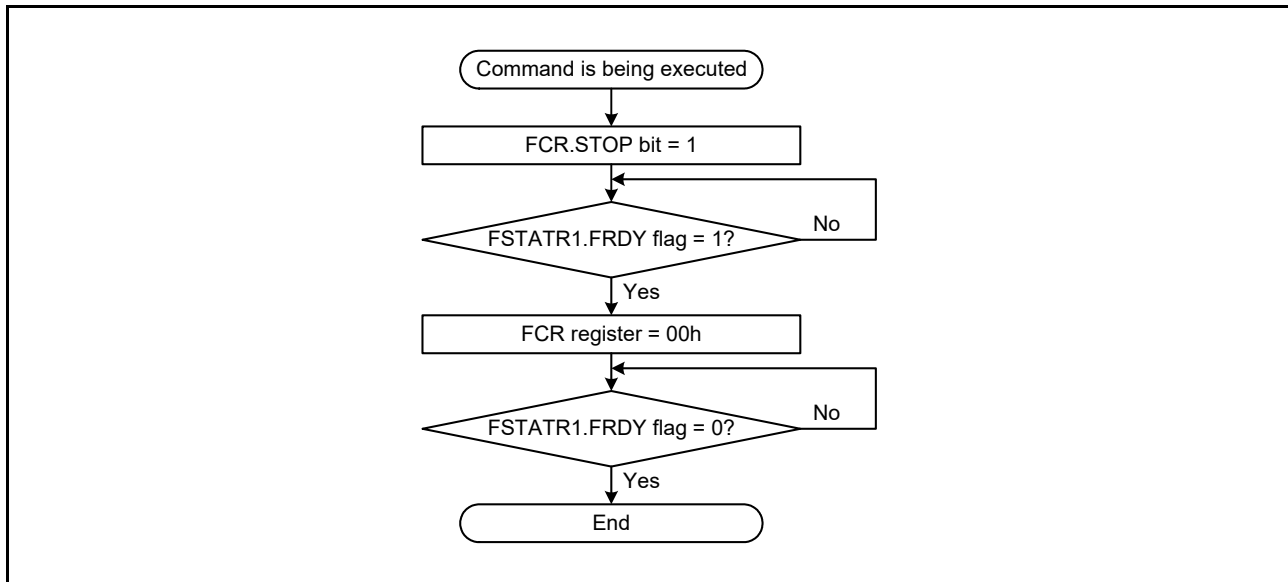 Command is being executed
FCR.STOP bit = 1
FSTATR1.FRDY flag = 1?
No
Yes
FCR register = 00h
FSTATR1.FRDY flag = 0?
No
Yes
End